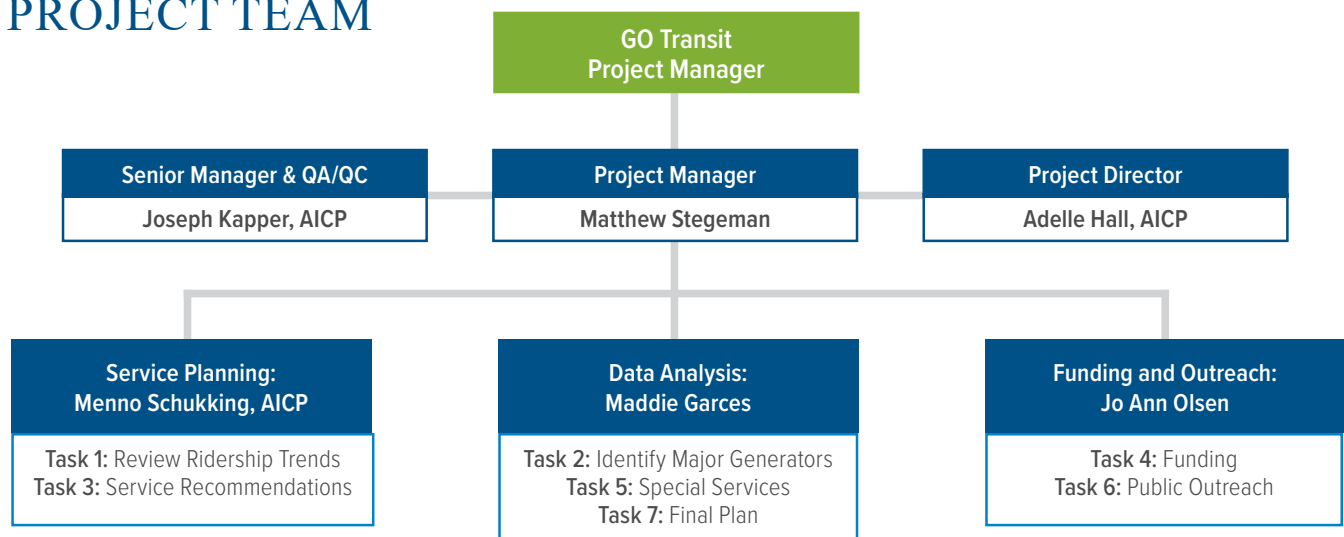 PROJECT TEAM
GO Transit
Project Manager
Senior Manager & QA/QC
Joseph Kapper, AICP
Project Manager
Matthew Stegeman
Project Director
Adelle Hall, AICP
Service Planning:
Menno Schukking, AICP
Task 1: Review Ridership Trends
Task 3: Service Recommendations
Data Analysis:
Maddie Garces
Task 2: Identify Major Generators
Task 5: Special Services
Task 7: Final Plan
Funding and Outreach:
Jo Ann Olsen
Task 4: Funding
Task 6: Public Outreach